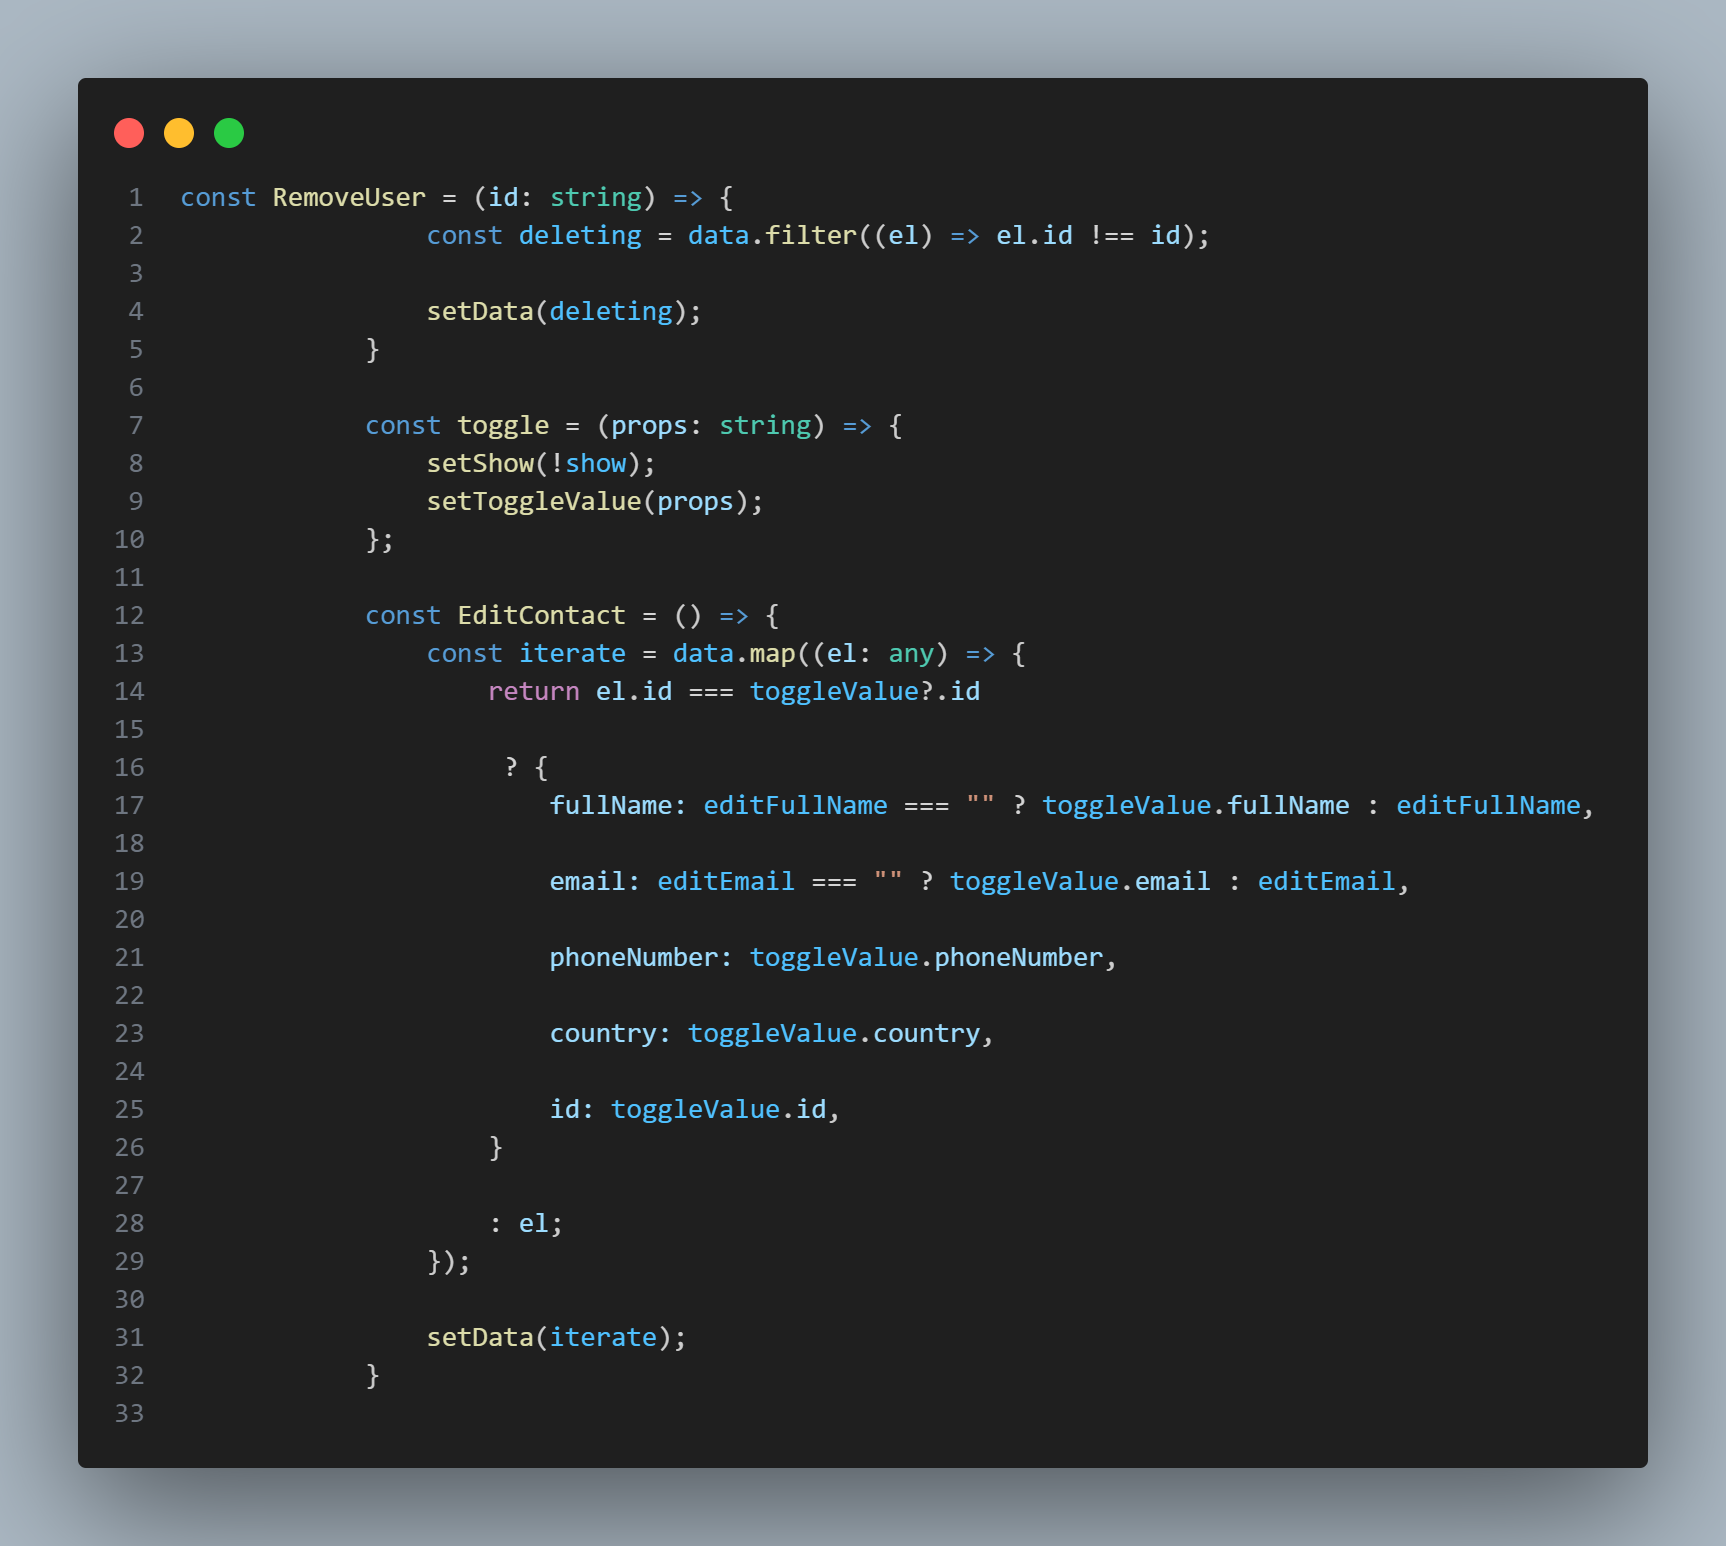 1 const RemoveUser = (id: string) => {
2 const deleting = data.filter((el) => el.id !== id);
3
4 setData(deleting);
5 }
6
7 const toggle = (props: string) => {
8 setShow(!show);
9 setToggleValue(props);
10 };
11
12 const EditContact = () => {
13 const iterate = data.map((el: any) => {
14 return el.id === toggleValue?.id
15
16 ? {
17 fullName: editFullName === "" ? toggleValue.fullName : editFullName,
18
19 email: editEmail === "" ? toggleValue.email : editEmail,
20
21 phoneNumber: toggleValue.phoneNumber,
22
23 country: toggleValue.country,
24
25 id: toggleValue.id,
26 }
27
28 : el;
29 });
30
31 setData(iterate);
32 }
33